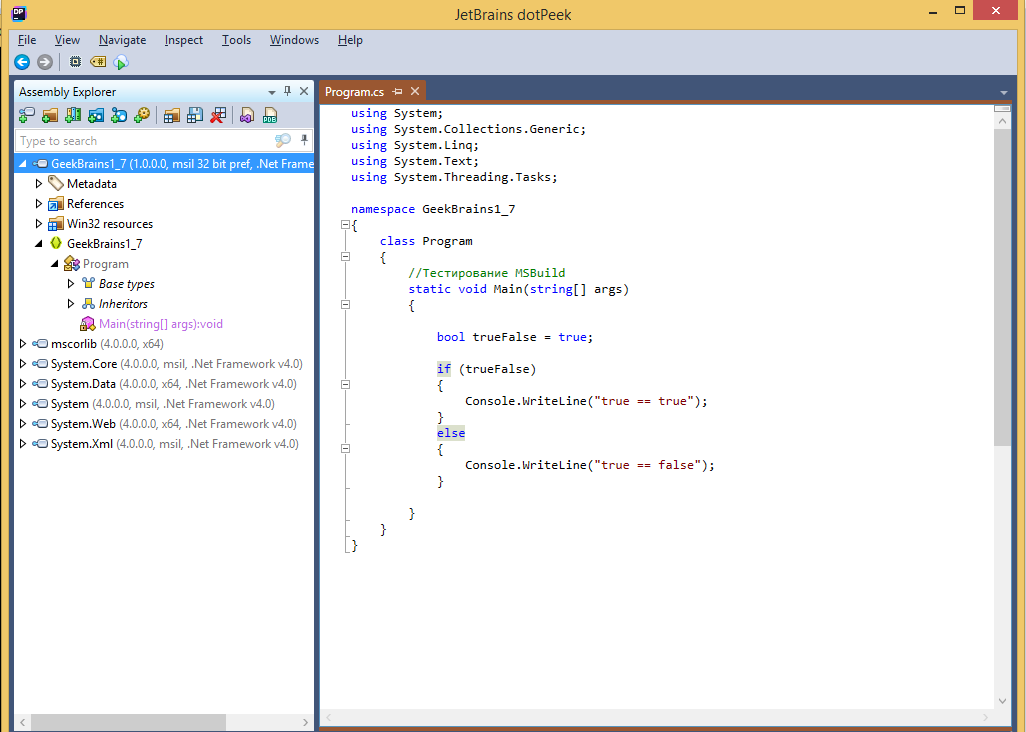 JetBrains dotPeek
File View Navigate Inspect Tools Windows Help
Assembly Explorer
Type to search
GeekBrains1_7 (1.0.0.0, msil 32 bit pref, .Net Frame
Metadata
References
Win32 resources
GeekBrains1_7
Program
Base types
Inheritors
Main(string[] args):void
mscorlib (4.0.0.0, x64)
System.Core (4.0.0.0, msil, .Net Framework v4.0)
System.Data (4.0.0.0, x64, .Net Framework v4.0)
System (4.0.0.0, msil, .Net Framework v4.0)
System.Web (4.0.0.0, x64, .Net Framework v4.0)
System.Xml (4.0.0.0, msil, .Net Framework v4.0)
Program.cs
using System;
using System.Collections.Generic;
using System.Linq;
using System.Text;
using System.Threading.Tasks;
namespace GeekBrains1_7
{
class Program
{
//Тестирование MSBuild
static void Main(string[] args)
{
bool trueFalse = true;
if (trueFalse)
{
Console.WriteLine("true == true");
}
else
{
Console.WriteLine("true == false");
}
}
}
}